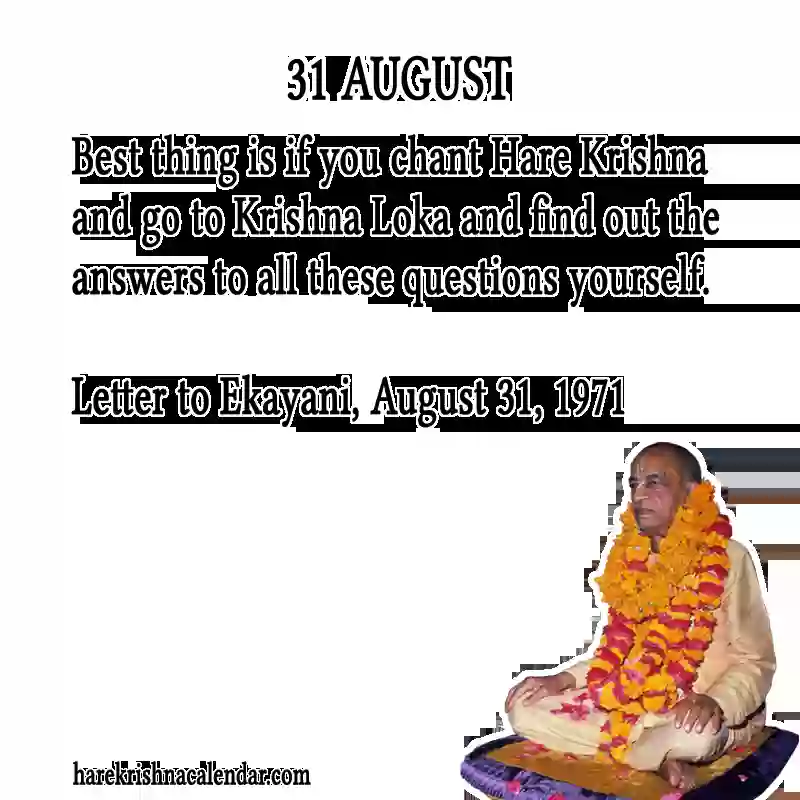 31 AUGUST
Best thing is if you chant Hare Krishna
and go to Krishna Loka and find out the
answers to all these questions yourself.
Letter to Ekayani, August 31, 1971
harekrishnacalendar.com